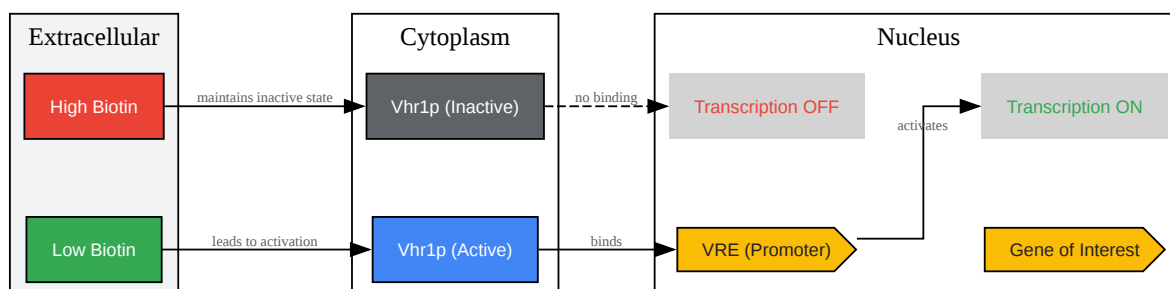 Extracellular
Cytoplasm
Nucleus
High Biotin
maintains inactive state
Vhr1p (Inactive)
no binding
Transcription OFF
activates
Transcription ON
Low Biotin
leads to activation
Vhr1p (Active)
binds
VRE (Promoter)
Gene of Interest